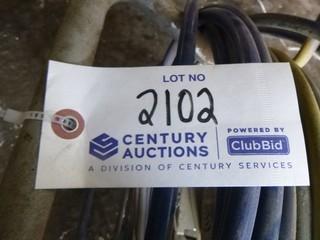 LOT NO
2102
CENTURY AUCTIONS
POWERED BY
ClubBid
A DIVISION OF CENTURY SERVICES